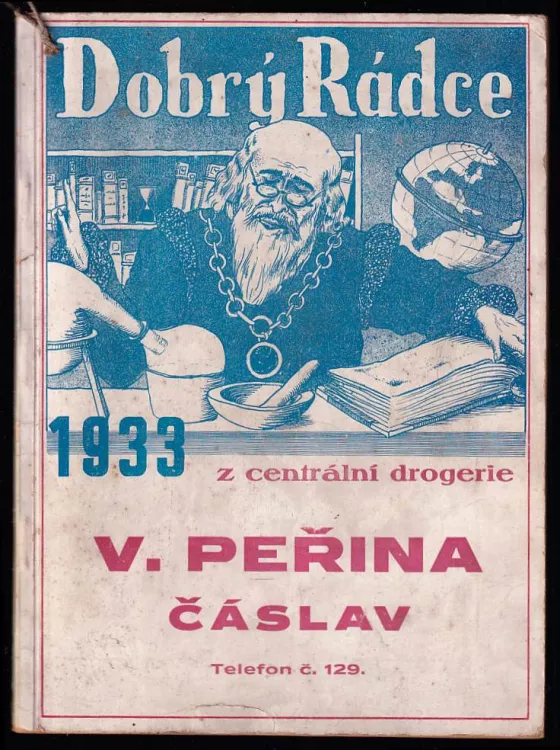 Dobrý Rádce
1933
z centrální drogerie
V. PEŘINA
ČÁSLAV
Telefon č. 129.